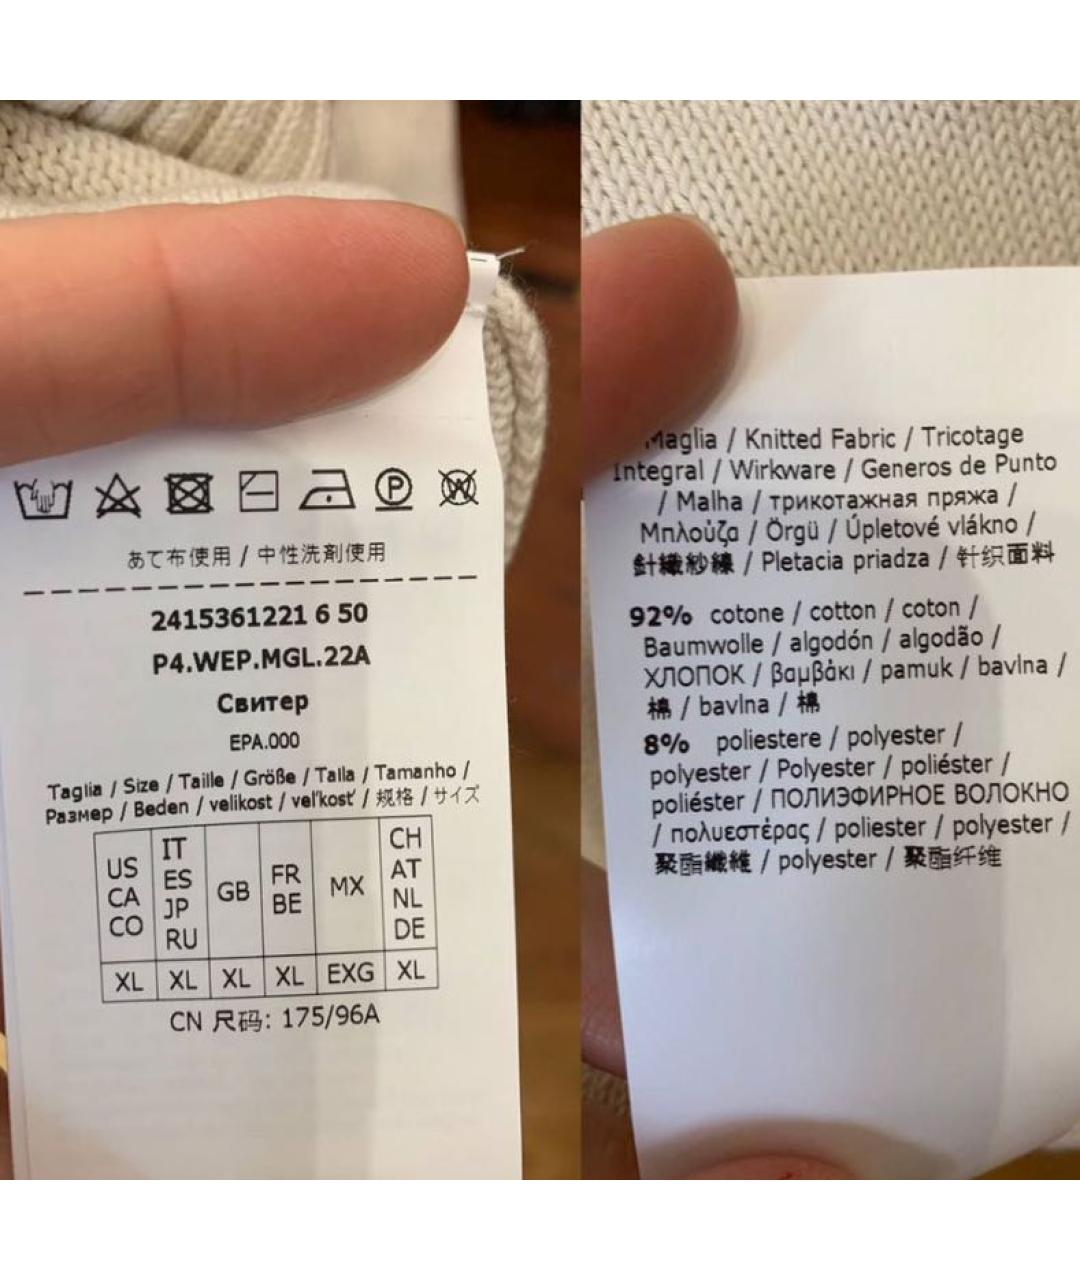 P
W
あて布使用 / 中性洗剤使用
2415361221 6 50
P4.WEP.MGL.22A
Свитер
EPA.000
Taglia / Size / Taille / Größe / Talla / Tamanho /
Размер / Beden / velikost / veľkosť / 规格 / サイズ
US CA CO
IT ES JP RU
GB
FR BE
MX
CH AT NL DE
XL XL XL XL EXG XL
CN 尺码: 175/96A
Maglia / Knitted Fabric / Tricotage
Integral / Wirkware / Generos de Punto
/ Malha / трикотажная пряжа /
Μπλούζα / Örgü / Úpletové vlákno /
針織紗線 / Pletacia priadza / 针织面料
92% cotone / cotton / coton /
Baumwolle / algodón / algodão /
ХЛОПОК / βαμβάκι / pamuk / bavlna /
棉 / bavlna / 棉
8% poliestere / polyester /
polyester / Polyester / poliéster /
poliéster / ПОЛИЭФИРНОЕ ВОЛОКНО
/ πολυεστέρας / poliester / polyester /
聚酯纖維 / polyester / 聚酯纤维